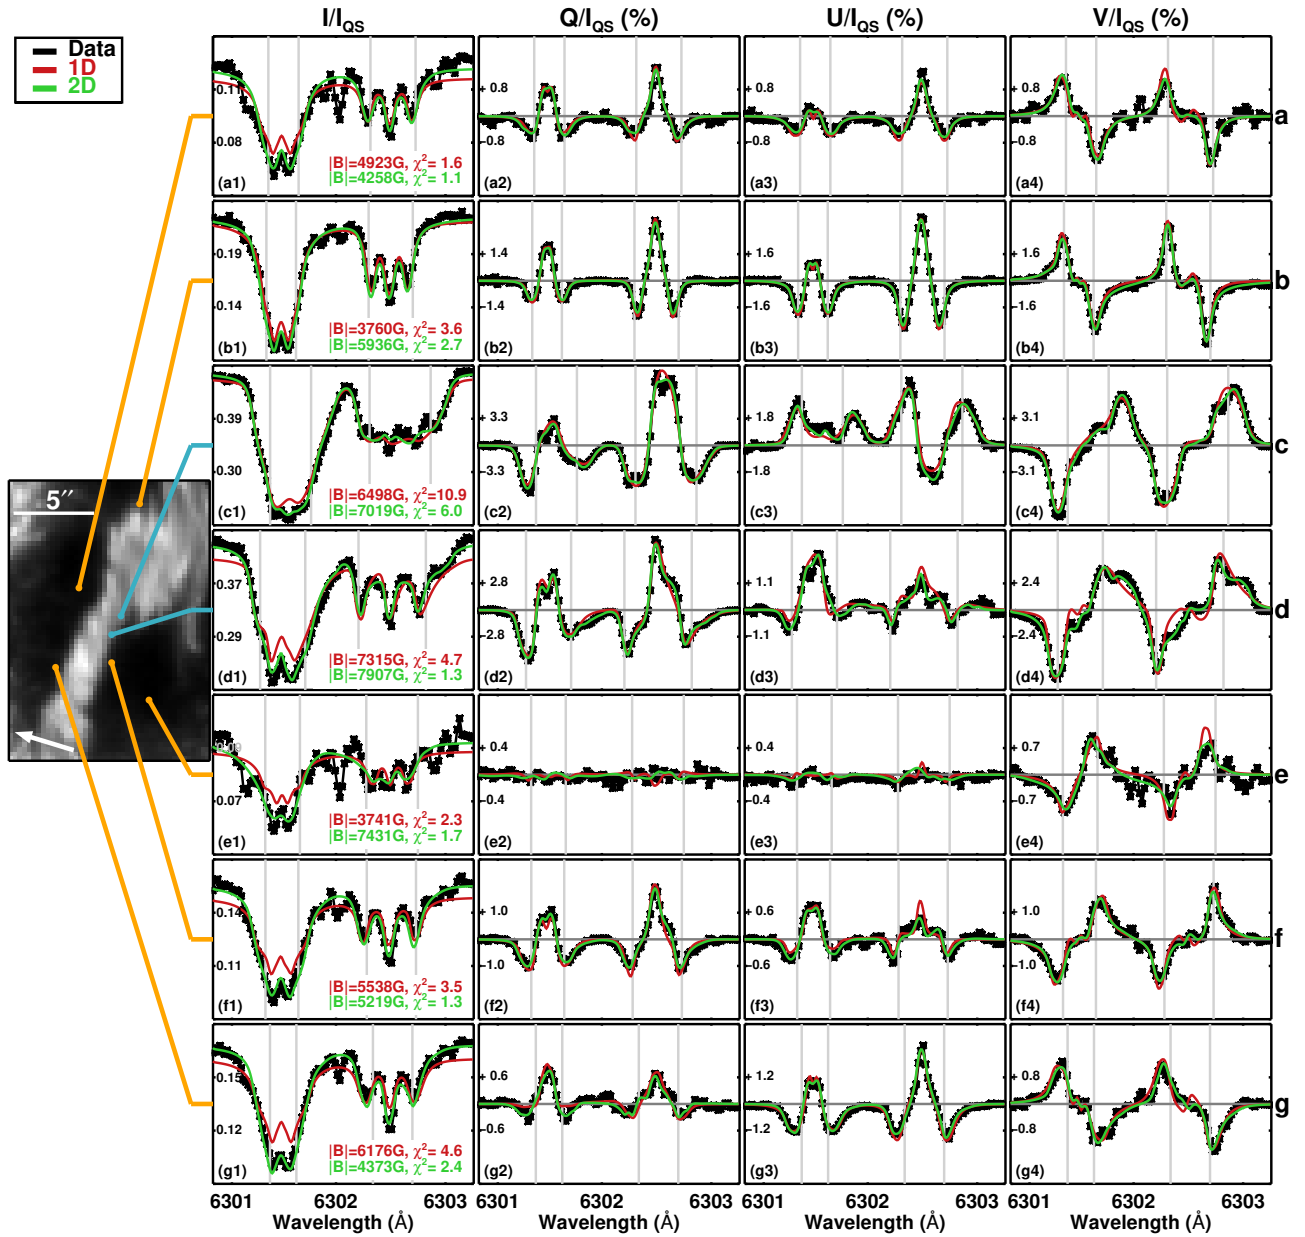 I/I_QS Q/I_QS (%) U/I_QS (%) V/I_QS (%)
Data
1D
2D
0.11
0.08
|B|=4923G, χ²= 1.6
|B|=4258G, χ²= 1.1
(a1)
0.8
-0.8
(a2)
0.8
-0.8
(a3)
0.8
-0.8
(a4)
a
0.19
0.14
|B|=3760G, χ²= 3.6
|B|=5936G, χ²= 2.7
(b1)
1.4
1.4
(b2)
1.6
1.6
(b3)
1.6
1.6
(b4)
b
0.39
0.30
|B|=6498G, χ²=10.9
|B|=7019G, χ²= 6.0
(c1)
3.3
3.3
(c2)
1.8
1.8
(c3)
3.1
3.1
(c4)
c
5″
0.37
0.29
|B|=7315G, χ²= 4.7
|B|=7907G, χ²= 1.3
(d1)
2.8
2.8
(d2)
1.1
1.1
(d3)
2.4
2.4
(d4)
d
0.09
0.07
|B|=3741G, χ²= 2.3
|B|=7431G, χ²= 1.7
(e1)
0.4
-0.4
(e2)
0.4
-0.4
(e3)
0.7
-0.7
(e4)
e
0.14
0.11
|B|=5538G, χ²= 3.5
|B|=5219G, χ²= 1.3
(f1)
1.0
-1.0
(f2)
0.6
-0.6
(f3)
1.0
-1.0
(f4)
f
0.15
0.12
|B|=6176G, χ²= 4.6
|B|=4373G, χ²= 2.4
(g1)
0.6
-0.6
(g2)
1.2
1.2
(g3)
0.8
0.8
(g4)
g
6301 6302 6303 6301 6302 6303 6301 6302 6303 6301 6302 6303
Wavelength (Å) Wavelength (Å) Wavelength (Å) Wavelength (Å)